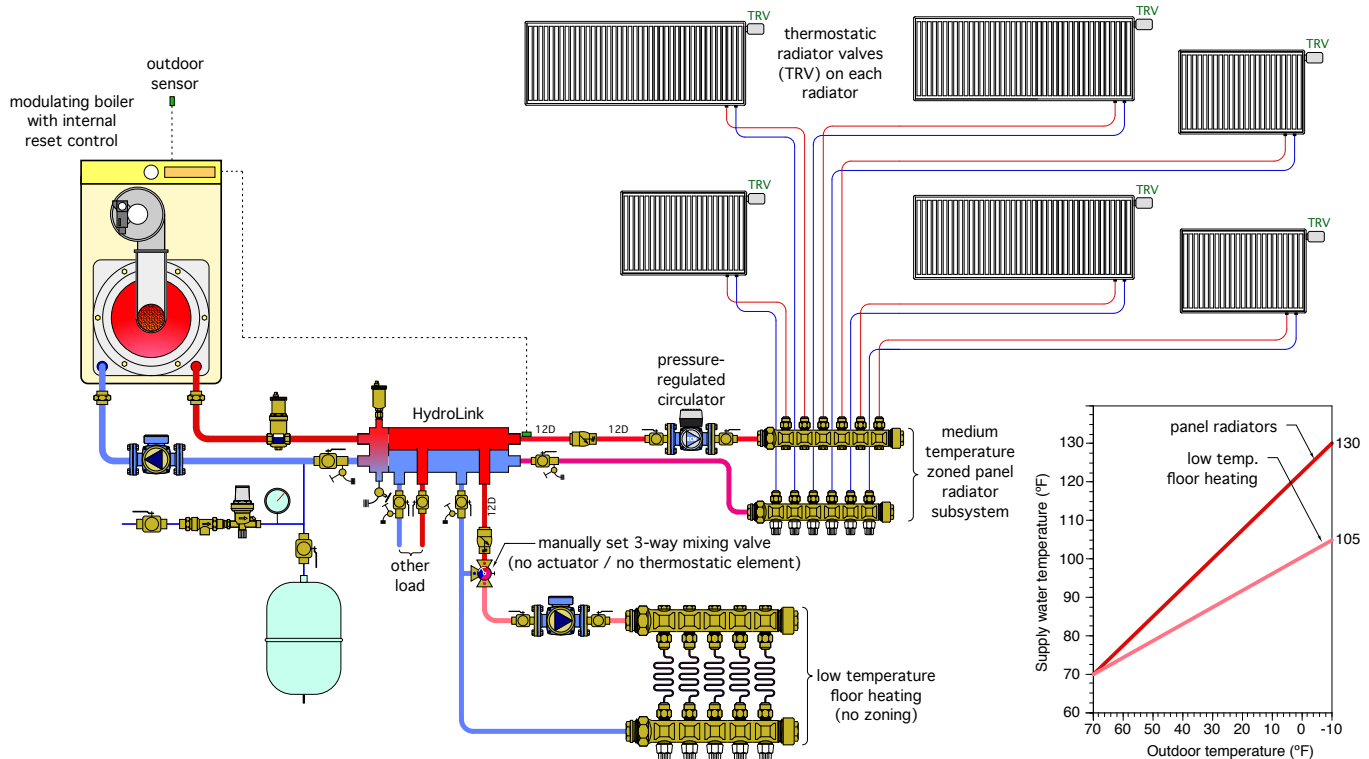 TRV
thermostatic
radiator valves
(TRV) on each
radiator
TRV
TRV
outdoor
sensor
modulating boiler
with internal
reset control
TRV
TRV
TRV
pressure-
regulated
circulator
HydroLink
12D
12D
12D
medium
temperature
zoned panel
radiator
subsystem
manually set 3-way mixing valve
(no actuator / no thermostatic element)
other
load
low temperature
floor heating
(no zoning)
panel radiators
low temp.
floor heating
130
105
Supply water temperature (ºF)
130
120
110
100
90
80
70
60
70 60 50 40 30 20 10 0 -10
Outdoor temperature (ºF)